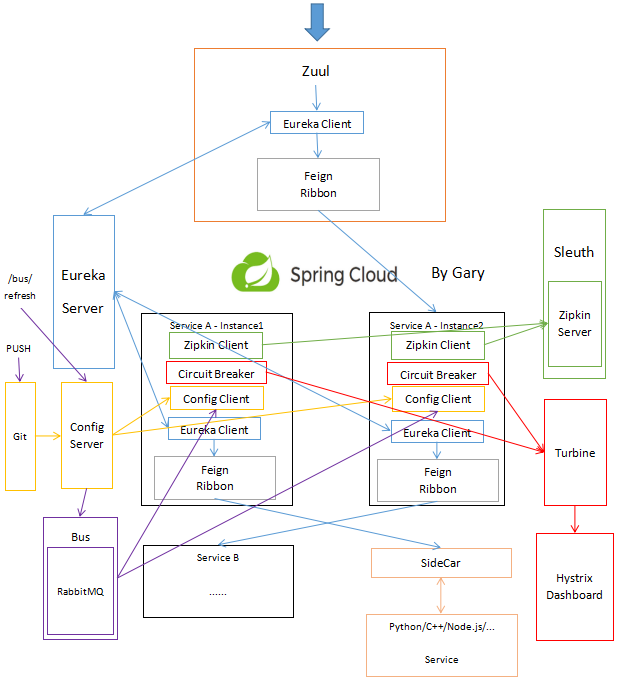 Zuul
Eureka Client
Feign
Ribbon
Eureka
Server
Sleuth
Zipkin
Server
spring Cloud
By Gary
/bus/
refresh
PUSH
Git
Config
Server
Service A - Instance1
Zipkin Client
Circuit Breaker
Config Client
Eureka Client
Feign
Ribbon
Service A - Instance2
Zipkin Client
Circuit Breaker
Config Client
Eureka Client
Feign
Ribbon
Turbine
Bus
RabbitMQ
Service B
......
SideCar
Python/C++/Node.js/...
Service
Hystrix
Dashboard